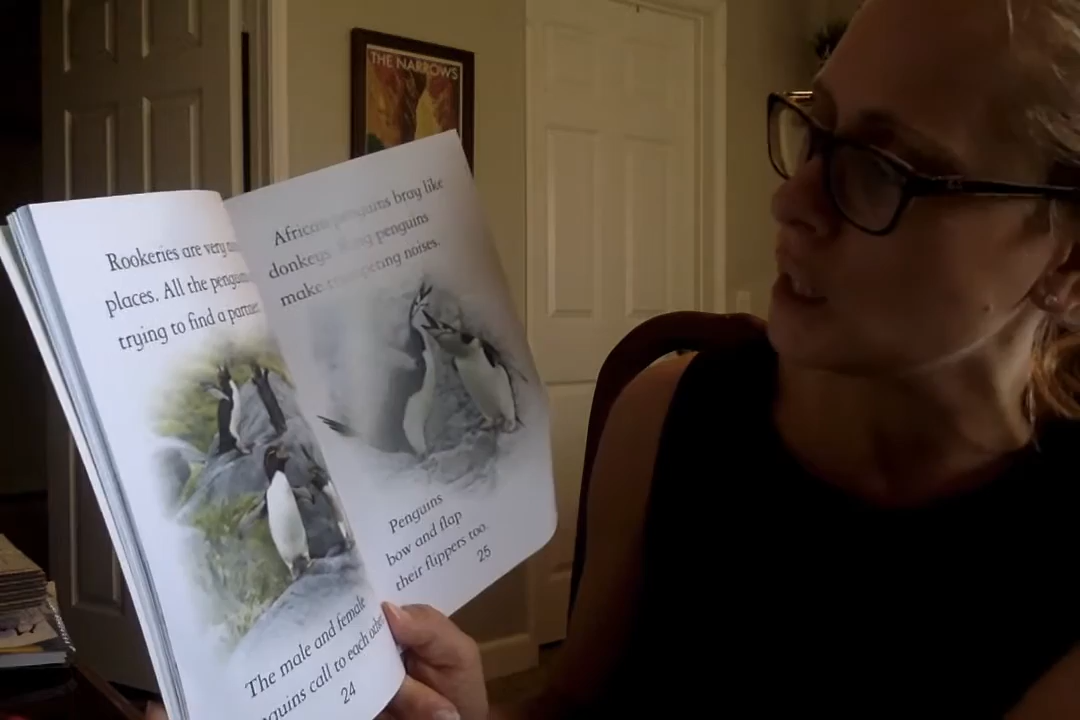 THE NARROWS
Rookeries are very
places. All the
trying to find a partner
The male and female
call to each other
24
African penguins bray like
donkeys. penguins
make trumpeting noises.
Penguins
bow and flap
their flippers too.
25